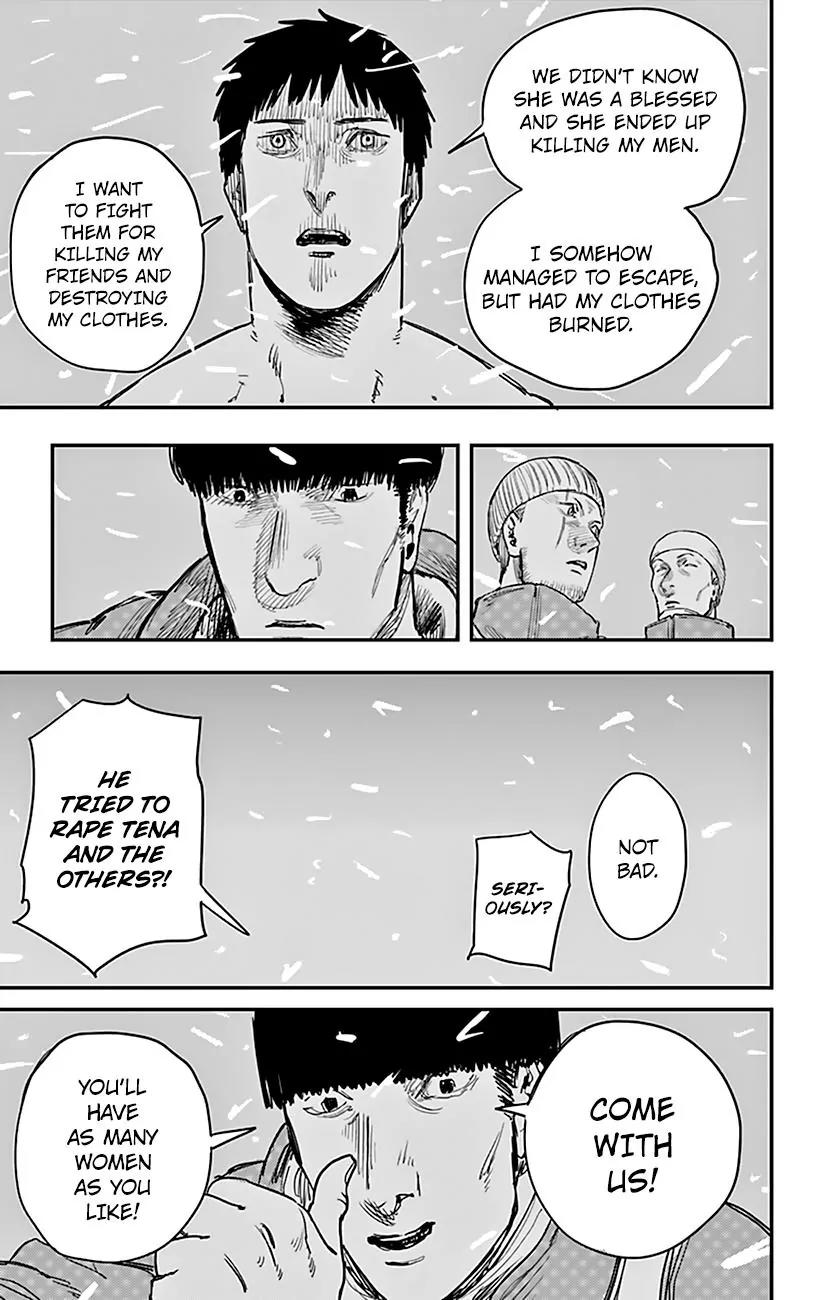 WE DIDN'T KNOW
SHE WAS A BLESSED
AND SHE ENDED UP
KILLING MY MEN.
I SOMEHOW
MANAGED TO ESCAPE,
BUT HAD MY CLOTHES
BURNED.
I WANT
TO FIGHT
THEM FOR
KILLING MY
FRIENDS AND
DESTROYING
MY CLOTHES.
NOT
BAD.
SERI-
OUSLY?
HE
TRIED TO
RAPE TENA
AND THE
OTHERS?!
COME
WITH
US!
YOU'LL
HAVE
AS MANY
WOMEN
AS YOU
LIKE!